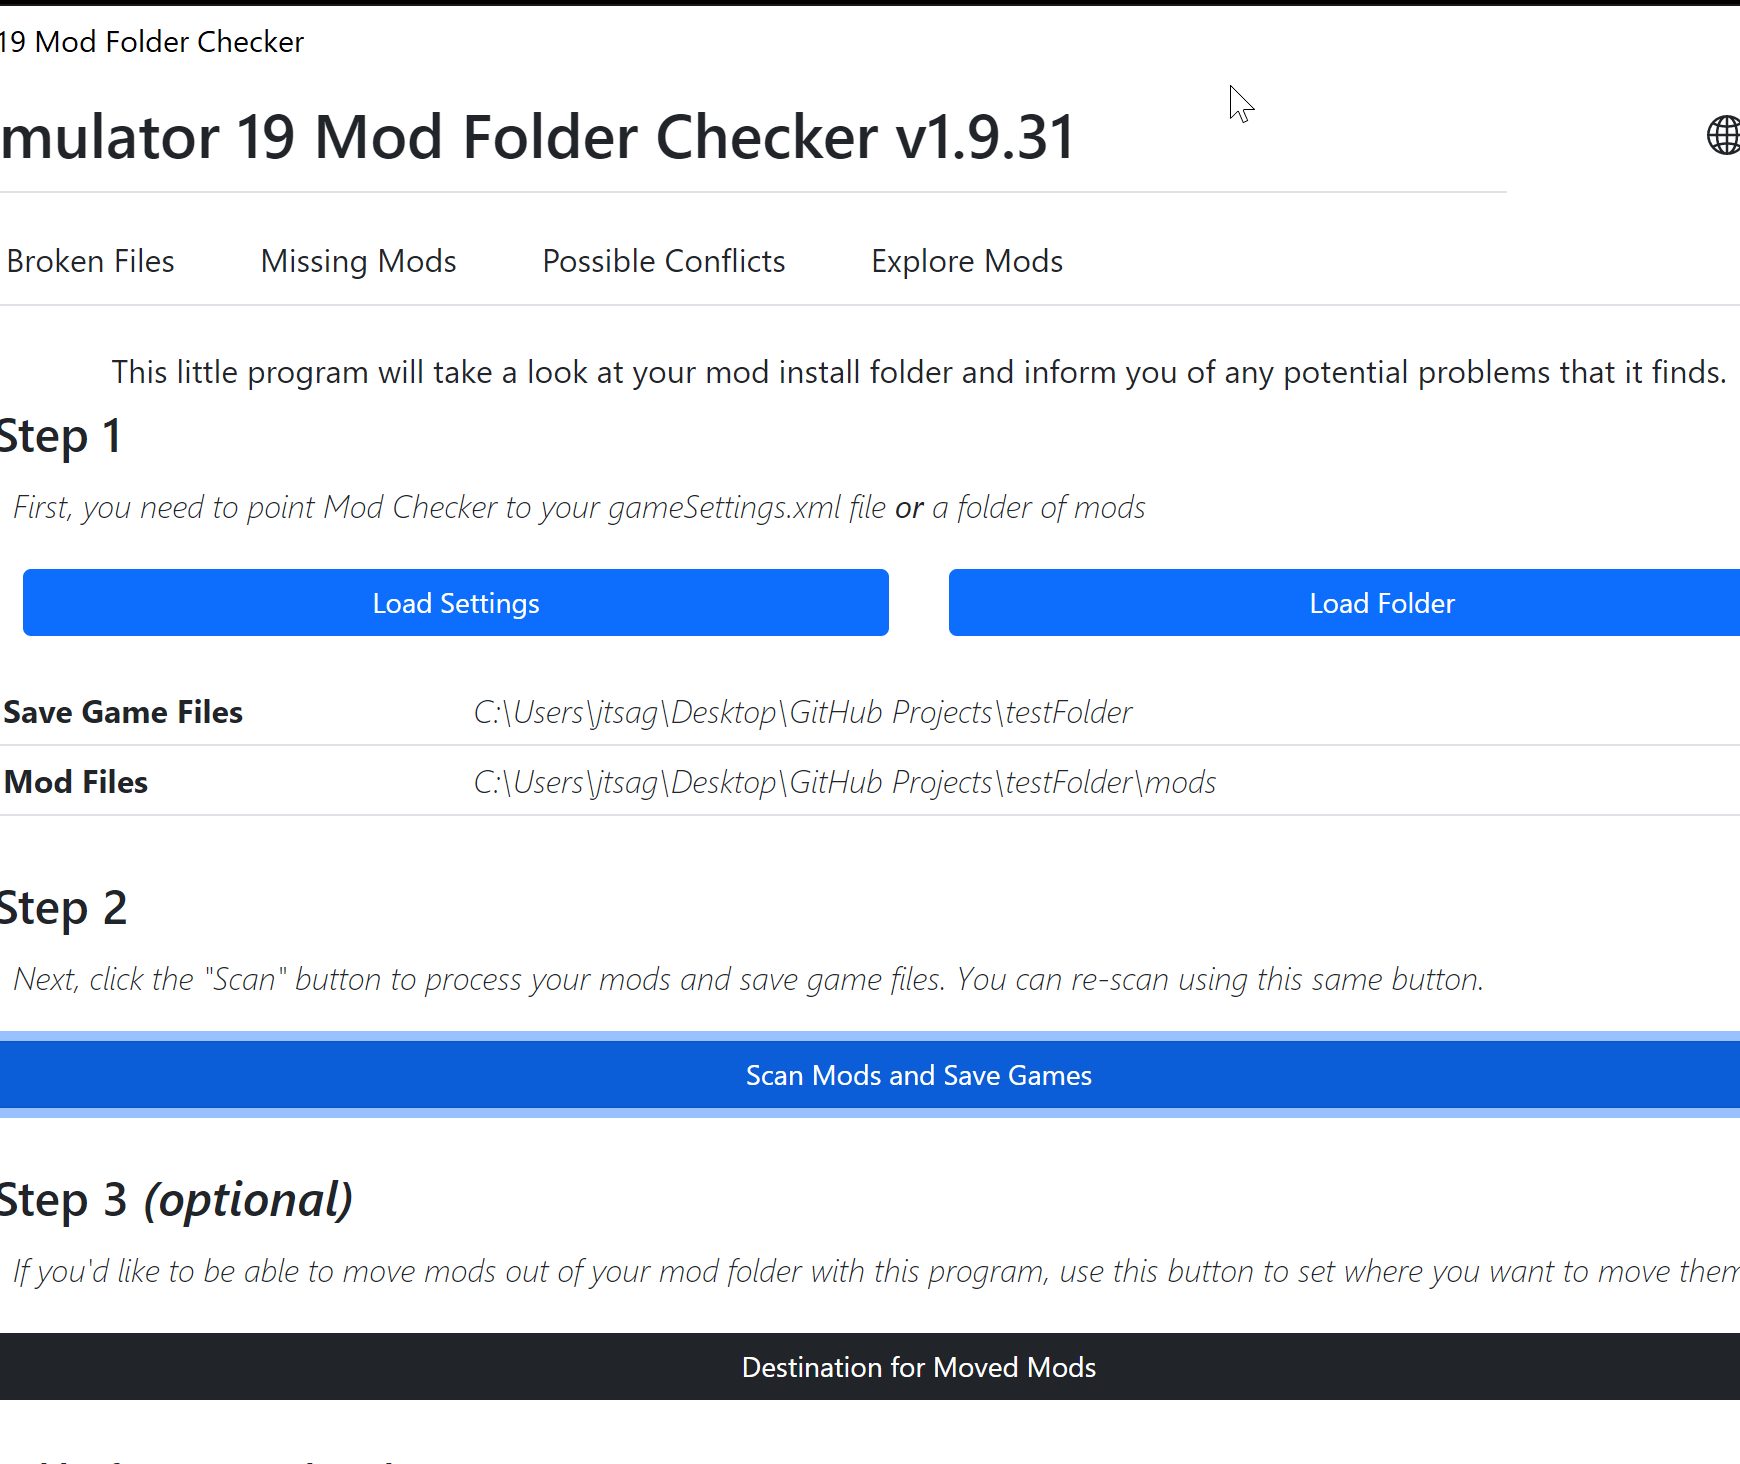 19 Mod Folder Checker
mulator 19 Mod Folder Checker v1.9.31
Broken Files Missing Mods Possible Conflicts Explore Mods
This little program will take a look at your mod install folder and inform you of any potential problems that it finds.
Step 1
First, you need to point Mod Checker to your gameSettings.xml file or a folder of mods
Load Settings Load Folder
Save Game Files C:\Users\jtsag\Desktop\GitHub Projects\testFolder
Mod Files C:\Users\jtsag\Desktop\GitHub Projects\testFolder\mods
Step 2
Next, click the "Scan" button to process your mods and save game files. You can re-scan using this same button.
Scan Mods and Save Games
Step 3 (optional)
If you'd like to be able to move mods out of your mod folder with this program, use this button to set where you want to move them
Destination for Moved Mods